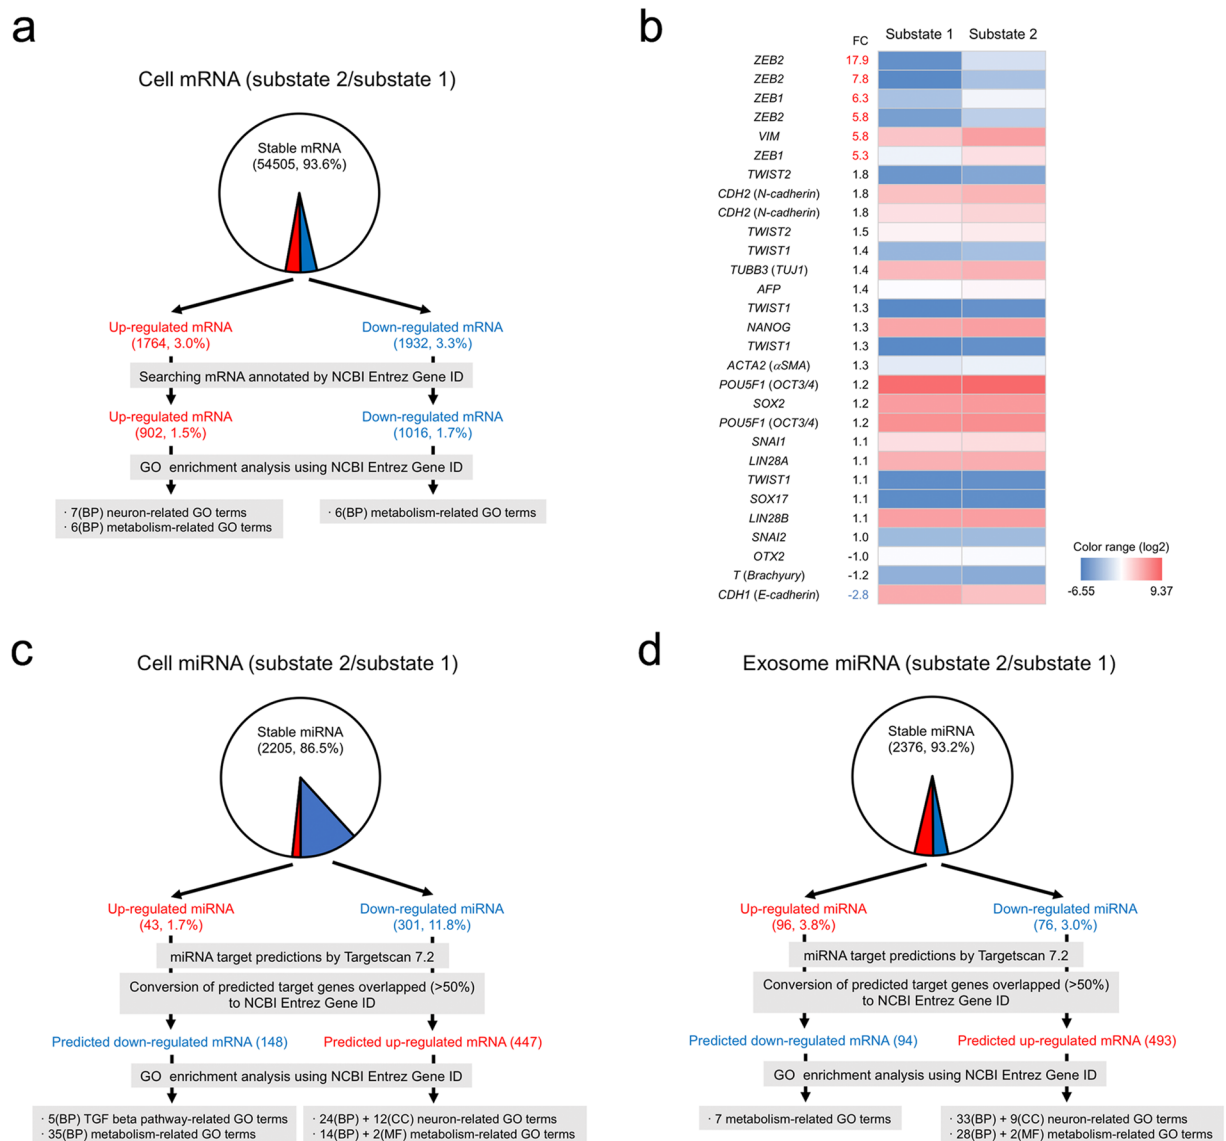 a
Cell mRNA (substate 2/substate 1)
Stable mRNA
(54505, 93.6%)
Up-regulated mRNA
(1764, 3.0%)
Down-regulated mRNA
(1932, 3.3%)
Searching mRNA annotated by NCBI Entrez Gene ID
Up-regulated mRNA
(902, 1.5%)
Down-regulated mRNA
(1016, 1.7%)
GO enrichment analysis using NCBI Entrez Gene ID
· 7(BP) neuron-related GO terms
· 6(BP) metabolism-related GO terms
· 6(BP) metabolism-related GO terms
b
FC Substate 1 Substate 2
ZEB2 17.9
ZEB2 7.8
ZEB1 6.3
ZEB2 5.8
VIM 5.8
ZEB1 5.3
TWIST2 1.8
CDH2 (N-cadherin) 1.8
CDH2 (N-cadherin) 1.8
TWIST2 1.5
TWIST1 1.4
TUBB3 (TUJ1) 1.4
AFP 1.4
TWIST1 1.3
NANOG 1.3
TWIST1 1.3
ACTA2 (αSMA) 1.3
POU5F1 (OCT3/4) 1.2
SOX2 1.2
POU5F1 (OCT3/4) 1.2
SNAI1 1.1
LIN28A 1.1
TWIST1 1.1
SOX17 1.1
LIN28B 1.1
SNAI2 1.0
OTX2 -1.0
T (Brachyury) -1.2
CDH1 (E-cadherin) -2.8
Color range (log2)
-6.55 9.37
c
Cell miRNA (substate 2/substate 1)
Stable miRNA
(2205, 86.5%)
Up-regulated miRNA
(43, 1.7%)
Down-regulated miRNA
(301, 11.8%)
miRNA target predictions by Targetscan 7.2
Conversion of predicted target genes overlapped (>50%)
to NCBI Entrez Gene ID
Predicted down-regulated mRNA (148)
Predicted up-regulated mRNA (447)
GO enrichment analysis using NCBI Entrez Gene ID
· 5(BP) TGF beta pathway-related GO terms
· 35(BP) metabolism-related GO terms
· 24(BP) + 12(CC) neuron-related GO terms
· 14(BP) + 2(MF) metabolism-related GO terms
d
Exosome miRNA (substate 2/substate 1)
Stable miRNA
(2376, 93.2%)
Up-regulated miRNA
(96, 3.8%)
Down-regulated miRNA
(76, 3.0%)
miRNA target predictions by Targetscan 7.2
Conversion of predicted target genes overlapped (>50%)
to NCBI Entrez Gene ID
Predicted down-regulated mRNA (94)
Predicted up-regulated mRNA (493)
GO enrichment analysis using NCBI Entrez Gene ID
· 7 metabolism-related GO terms
· 33(BP) + 9(CC) neuron-related GO terms
· 28(BP) + 2(MF) metabolism-related GO terms